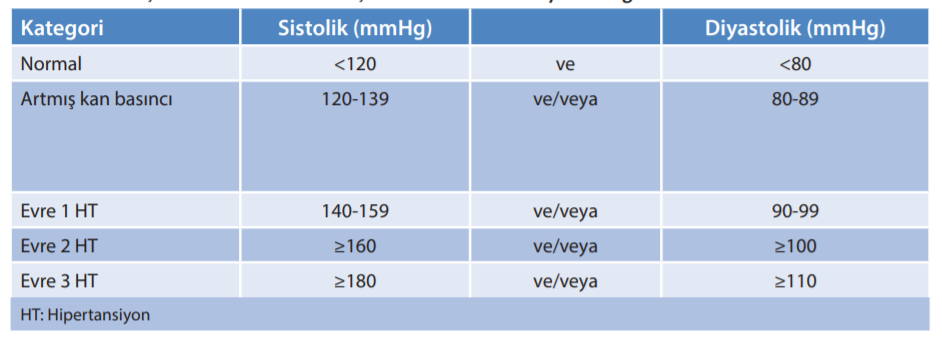 Kategori Sistolik (mmHg) Diyastolik (mmHg)
Normal <120 ve <80
Artmış kan basıncı 120-139 ve/veya 80-89
Evre 1 HT 140-159 ve/veya 90-99
Evre 2 HT ≥160 ve/veya ≥100
Evre 3 HT ≥180 ve/veya ≥110
HT: Hipertansiyon